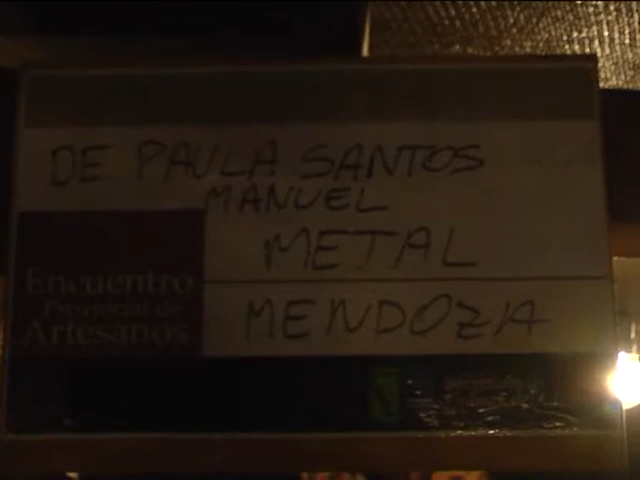 DE PAULA SANTOS
MANUEL
METAL
MENDOZA
Encuentro
Provincial de
Artesanos